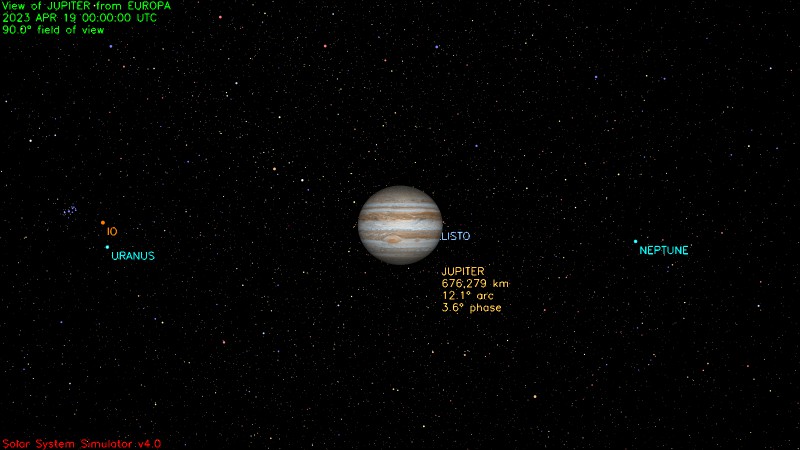 View of JUPITER from EUROPA
2023 APR 19 00:00:00 UTC
90.0° field of view
IO
URANUS
LISTO
NEPTUNE
JUPITER
676,279 km
12.1° arc
3.6° phase
Solar System Simulator v4.0